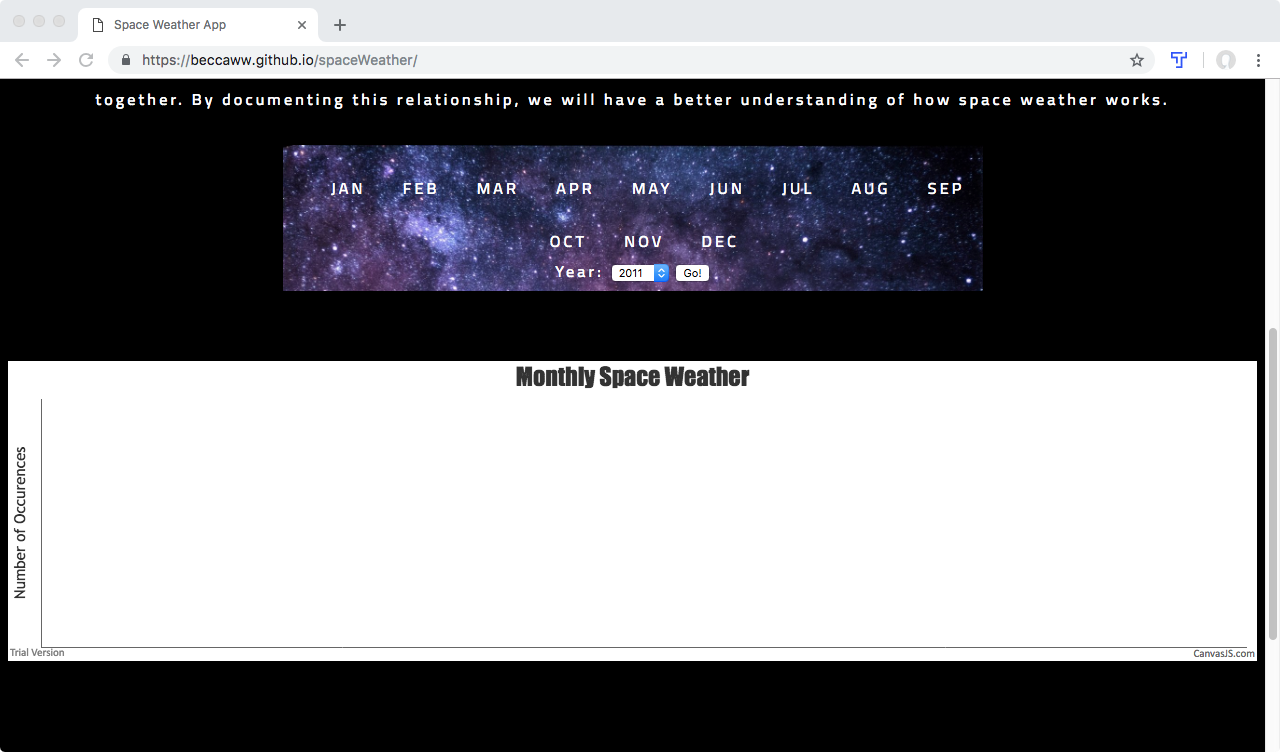 Space Weather App
https://beccaww.github.io/spaceWeather/
together. By documenting this relationship, we will have a better understanding of how space weather works.
JAN FEB MAR APR MAY JUN JUL AUG SEP
OCT NOV DEC
Year: 2011 Go!
Monthly Space Weather
Number of Occurences
Trial Version
CanvasJS.com